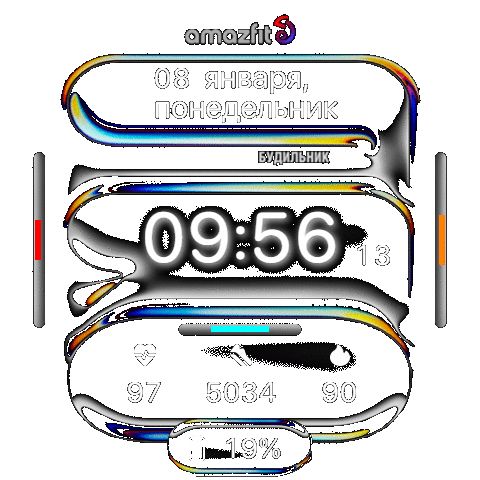 amazfit
08 января,
понедельник
БУДИЛЬНИК
09:56
13
97 5034 90
19%